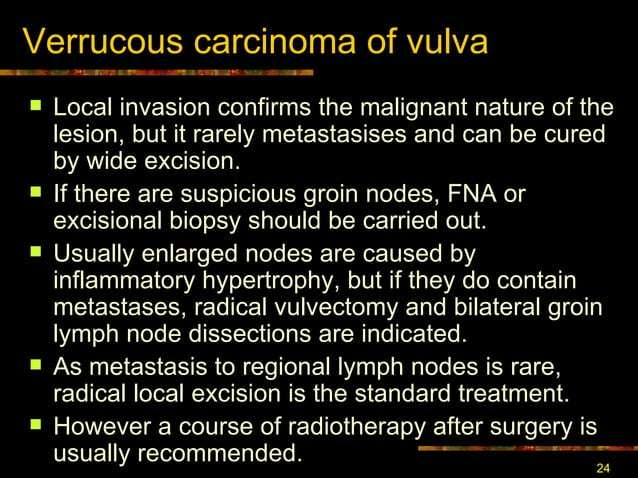 Verrucous carcinoma of vulva
Local invasion confirms the malignant nature of the
lesion, but it rarely metastasises and can be cured
by wide excision.
If there are suspicious groin nodes, FNA or
excisional biopsy should be carried out.
Usually enlarged nodes are caused by
inflammatory hypertrophy, but if they do contain
metastases, radical vulvectomy and bilateral groin
lymph node dissections are indicated.
As metastasis to regional lymph nodes is rare,
radical local excision is the standard treatment.
However a course of radiotherapy after surgery is
usually recommended.
24